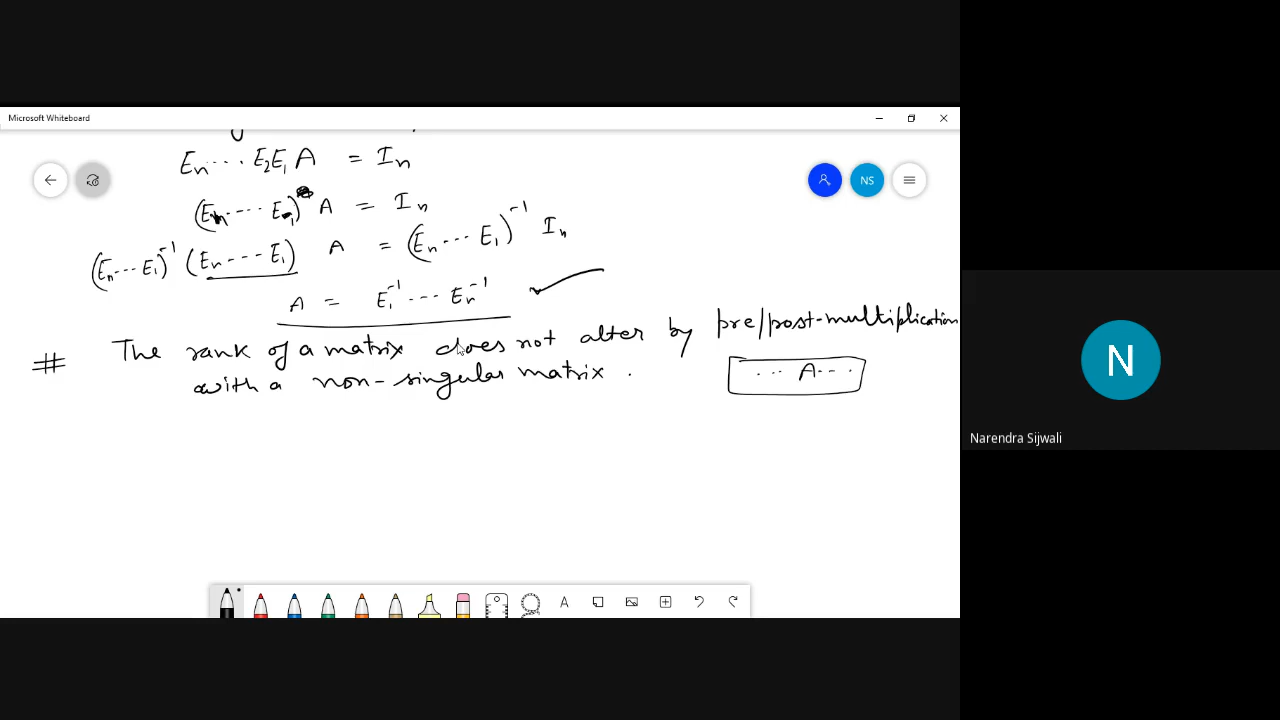 Microsoft Whiteboard
En ... E2E1 A = In
(En ... E1) A = In
NS
(En ... E1)^-1 (En ... E1) A = (En ... E1)^-1 In
A = E1^-1 ... En^-1
# The rank of a matrix does not alter by pre/post-multiplication
with a non-singular matrix .
... A ...
N
Narendra Sijwali
A